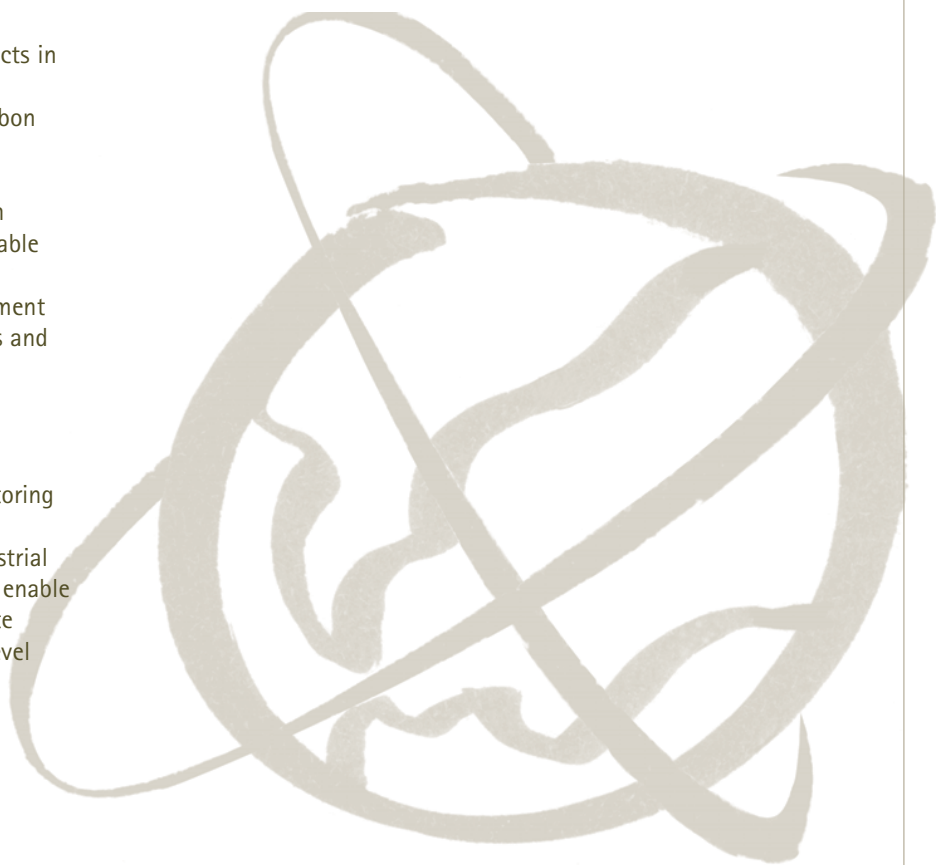 cts in
bon
able
ment
s and
toring
strial
enable
te
vel